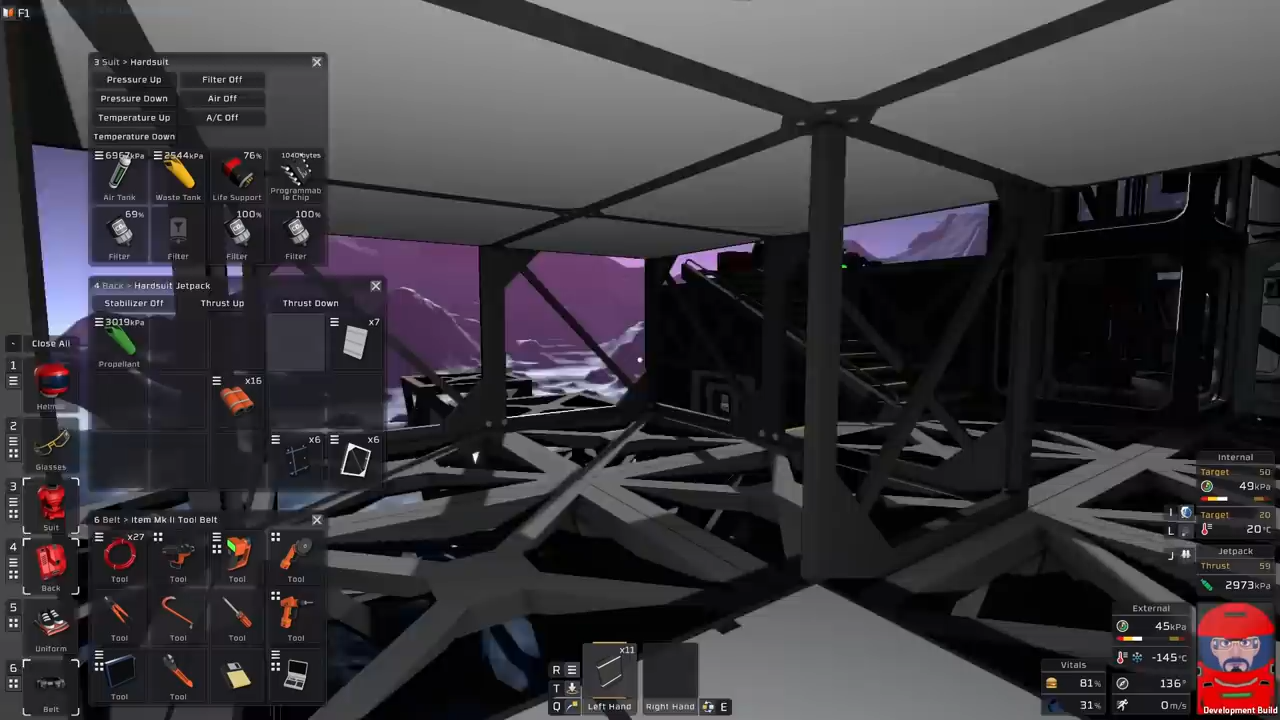 F1
3 Suit > Hardsuit
Pressure Up
Filter Off
Pressure Down
Air Off
Temperature Up
A/C Off
Temperature Down
6967kPa
2544kPa
76%
1040 bytes
Air Tank
Waste Tank
Life Support
Programmab
le Chip
69%
100%
100%
Filter
Filter
Filter
Filter
4 Back > Hardsuit Jetpack
Stabilizer Off
Thrust Up
Thrust Down
3019kPa
x7
Propellant
x16
x6
x6
Close All
1
Helm
2
Glasses
3
Suit
4
Back
5
Uniform
6
Belt
6 Belt > Item Mk II Tool Belt
x27
Tool
Tool
Tool
Tool
Tool
Tool
Tool
Tool
Tool
Tool
R
T
Q
x11
Left Hand
Right Hand
E
Internal
Target 50
49kPa
I
Target 20
L
20°C
J
Jetpack
Thrust 59
2973kPa
External
45kPa
-145°C
136°
0m/s
Vitals
81%
31%
Development Build